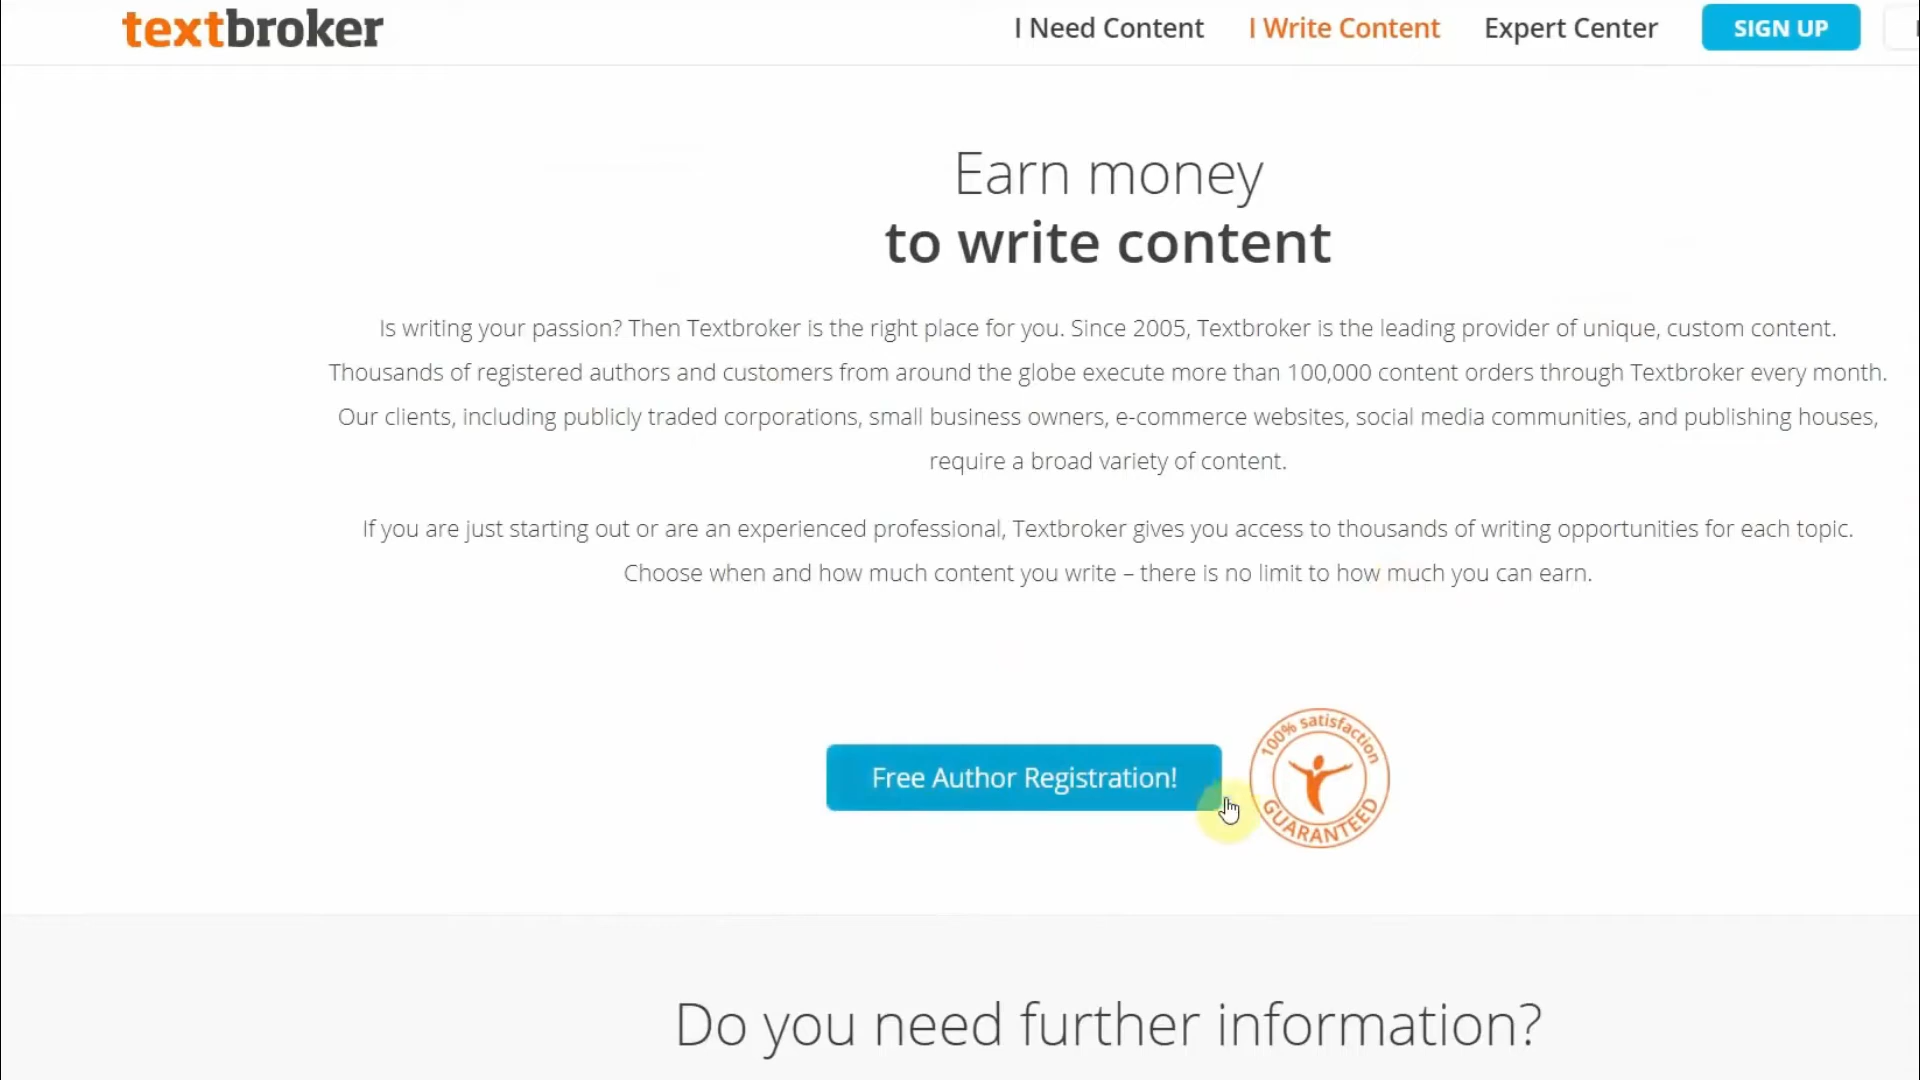 textbroker
I Need Content
I Write Content
Expert Center
SIGN UP
Earn money
to write content
Is writing your passion? Then Textbroker is the right place for you. Since 2005, Textbroker is the leading provider of unique, custom content.
Thousands of registered authors and customers from around the globe execute more than 100,000 content orders through Textbroker every month.
Our clients, including publicly traded corporations, small business owners, e-commerce websites, social media communities, and publishing houses,
require a broad variety of content.
If you are just starting out or are an experienced professional, Textbroker gives you access to thousands of writing opportunities for each topic.
Choose when and how much content you write – there is no limit to how much you can earn.
Free Author Registration!
100% satisfaction
GUARANTEED
Do you need further information?